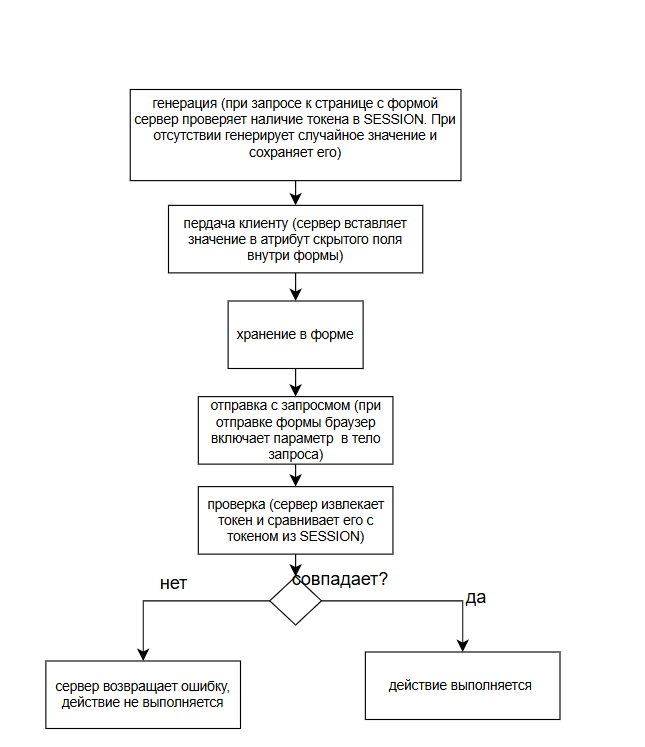 генерация (при запросе к странице с формой
сервер проверяет наличие токена в SESSION. При
отсутствии генерирует случайное значение и
сохраняет его)
пердача клиенту (сервер вставляет
значение в атрибут скрытого поля
внутри формы)
хранение в форме
отправка с запросмом (при
отправке формы браузер
включает параметр в тело
запроса)
проверка (сервер извлекает
токен и сравнивает его с
токеном из SESSION)
совпадает?
нет
да
сервер возвращает ошибку,
действие не выполняется
действие выполняется